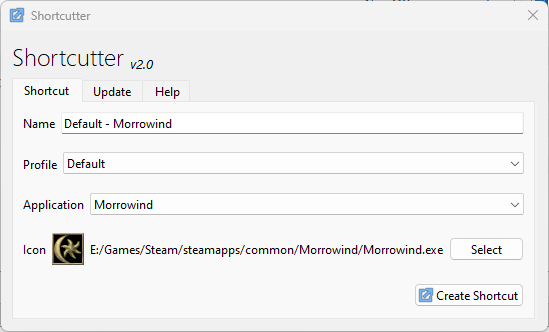 Shortcutter
Shortcutter v2.0
Shortcut Update Help
Name Default - Morrowind
Profile Default
Application Morrowind
Icon E:/Games/Steam/steamapps/common/Morrowind/Morrowind.exe Select
Create Shortcut